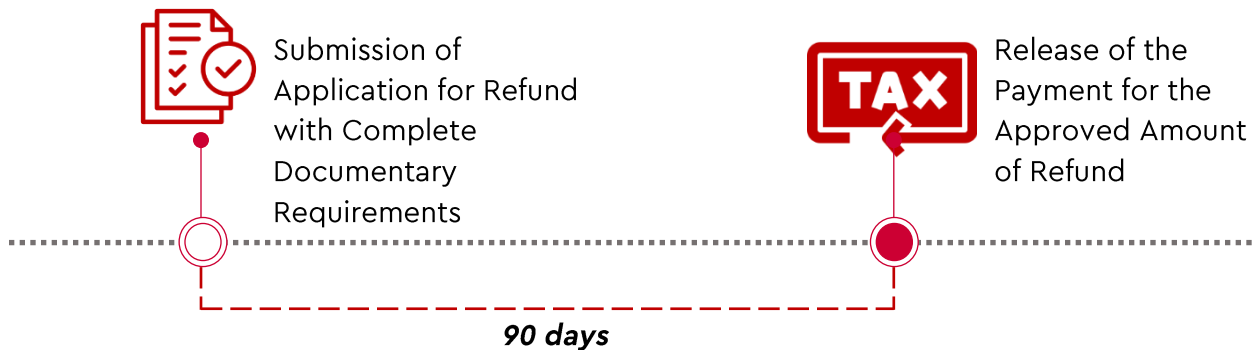 Submission of
Application for Refund
with Complete
Documentary
Requirements
TAX
Release of the
Payment for the
Approved Amount
of Refund
90 days